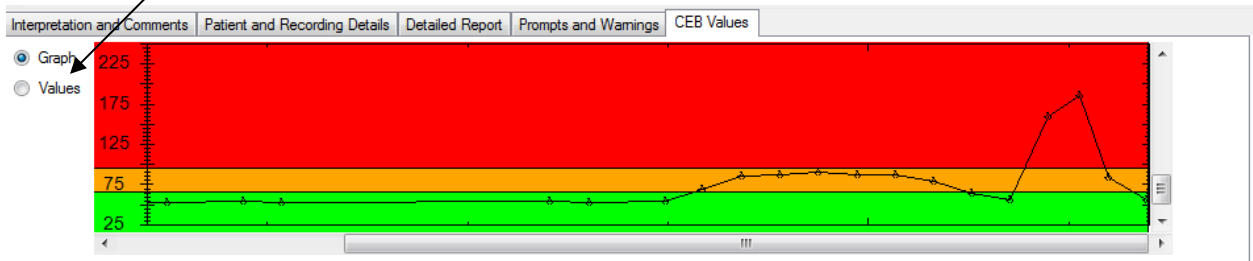 Interpretation and Comments Patient and Recording Details Detailed Report Prompts and Warnings CEB Values
Graph
Values
225
175
125
75
25